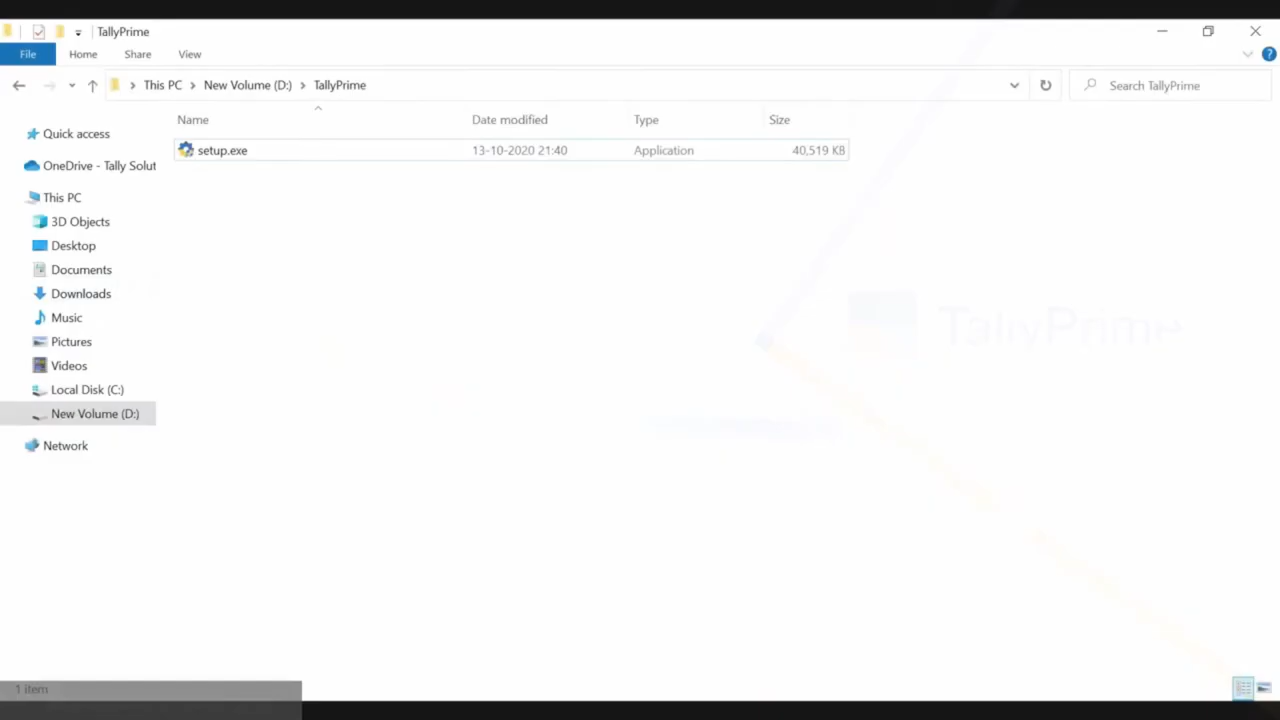 TallyPrime
File Home Share View
This PC New Volume (D:) TallyPrime Search TallyPrime
Name Date modified Type Size
setup.exe 13-10-2020 21:40 Application 40,519 KB
Quick access
OneDrive - Tally Solut
This PC
3D Objects
Desktop
Documents
Downloads
Music
Pictures
Videos
Local Disk (C:)
New Volume (D:)
Network
TallyPrime
1 item